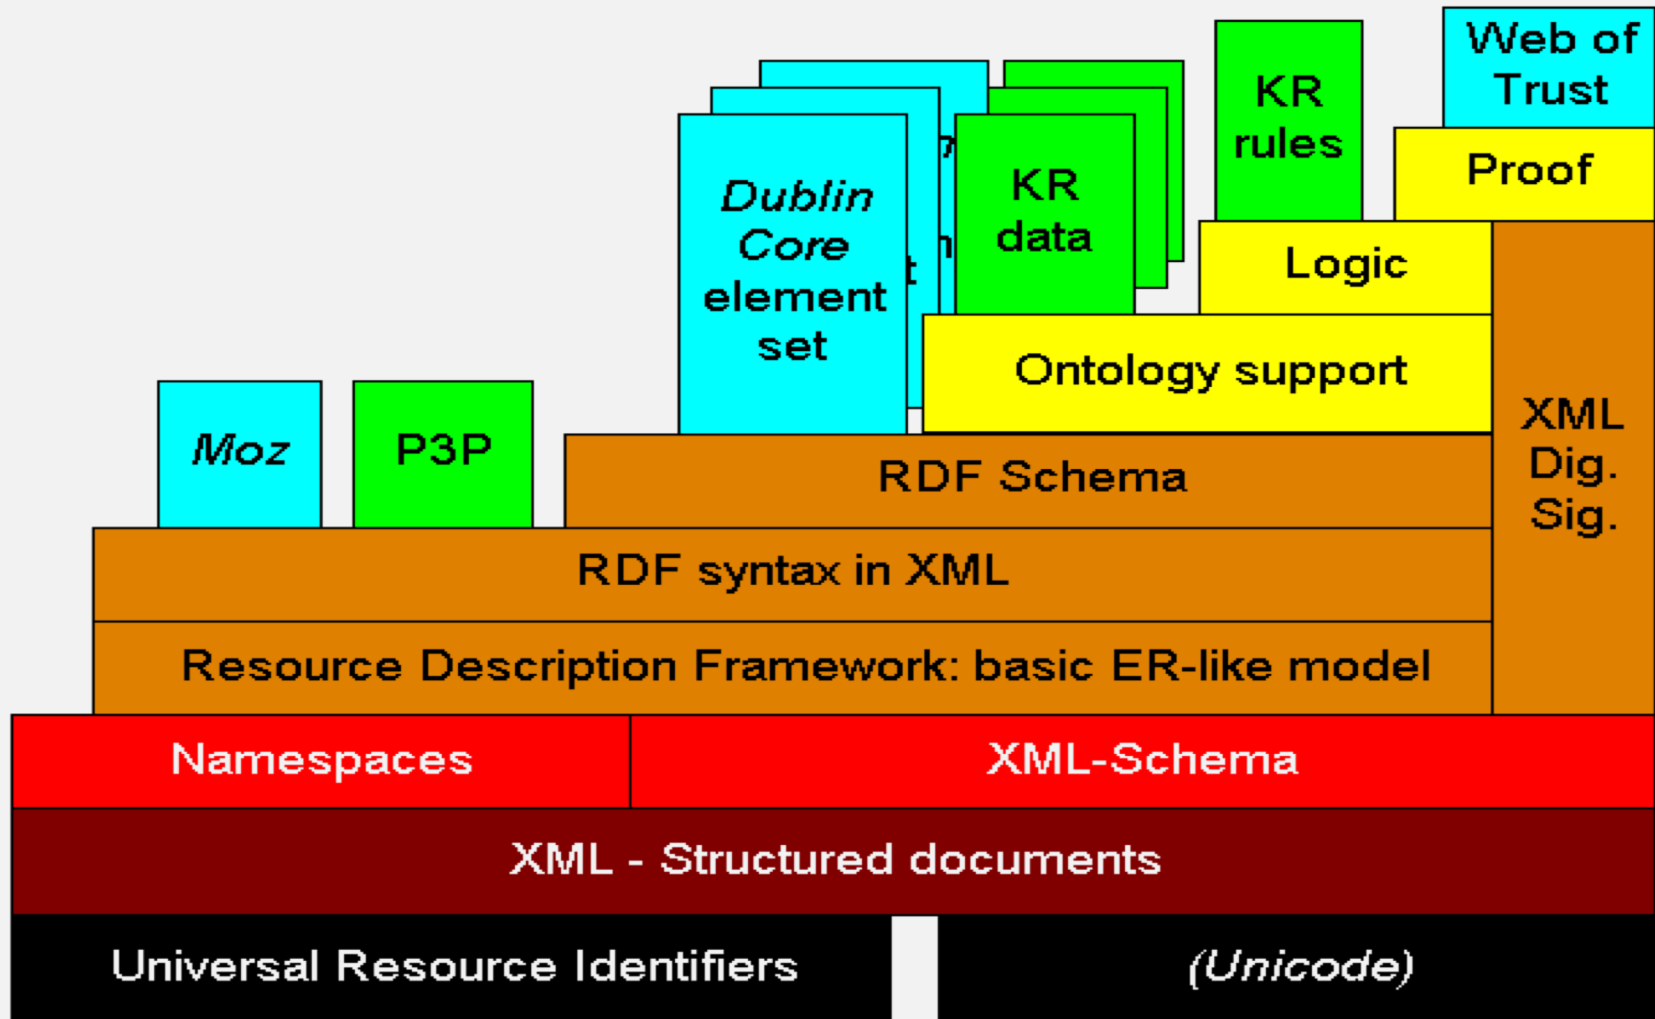 Web of
Trust
KR
rules
Proof
Dublin
Core
element
set
KR
data
Logic
Ontology support
XML
Dig.
Sig.
Moz
P3P
RDF Schema
RDF syntax in XML
Resource Description Framework: basic ER-like model
Namespaces
XML-Schema
XML - Structured documents
Universal Resource Identifiers
(Unicode)